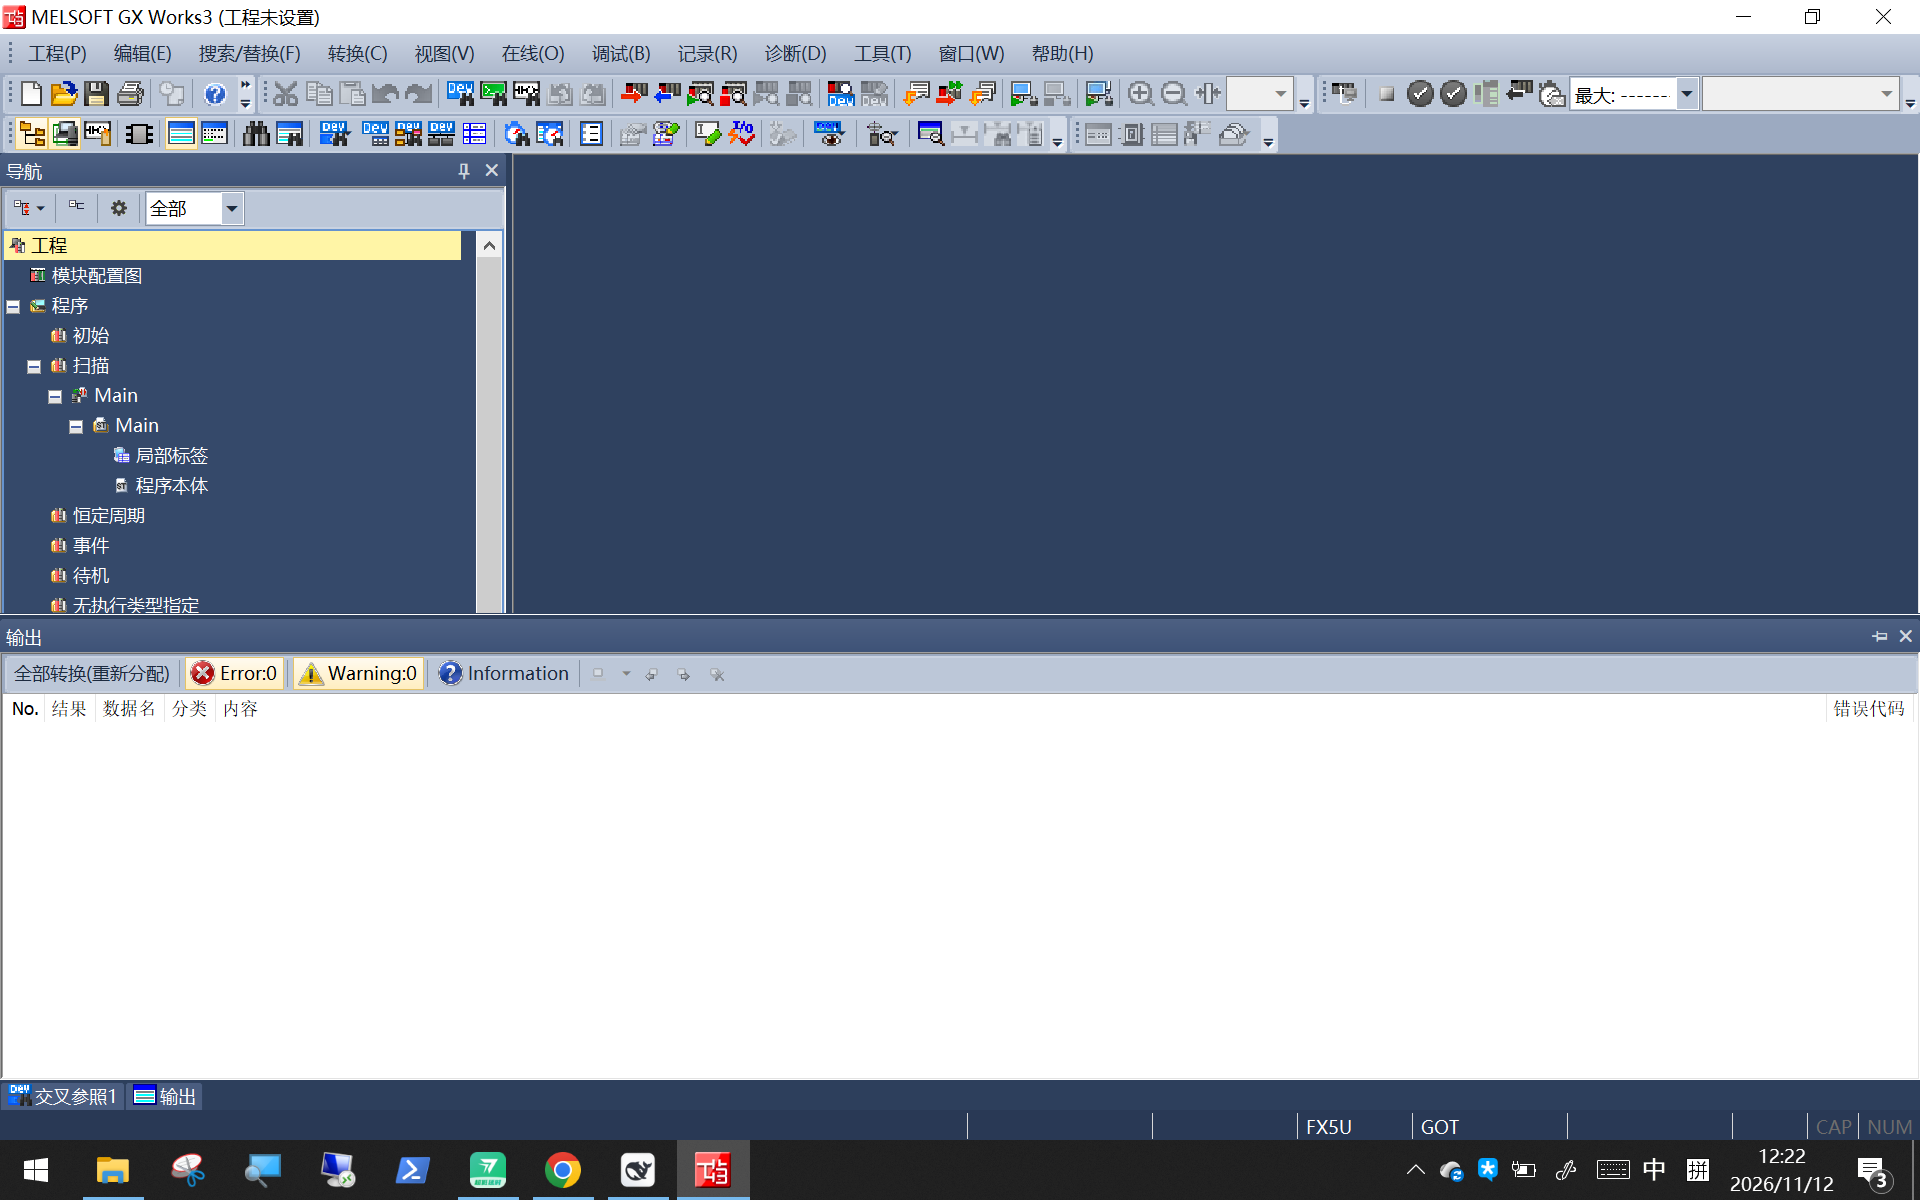 MELSOFT GX Works3 (工程未设置)
工程(P) 编辑(E) 搜索/替换(F) 转换(C) 视图(V) 在线(O) 调试(B) 记录(R) 诊断(D) 工具(T) 窗口(W) 帮助(H)
最大: -------
导航
全部
工程
模块配置图
程序
初始
扫描
Main
Main
局部标签
程序本体
恒定周期
事件
待机
无执行类型指定
输出
全部转换(重新分配) Error:0 Warning:0 Information
No. 结果 数据名 分类 内容 错误代码
交叉参照1 输出
FX5U GOT CAP NUM
中 拼 12:22
2026/11/12 3